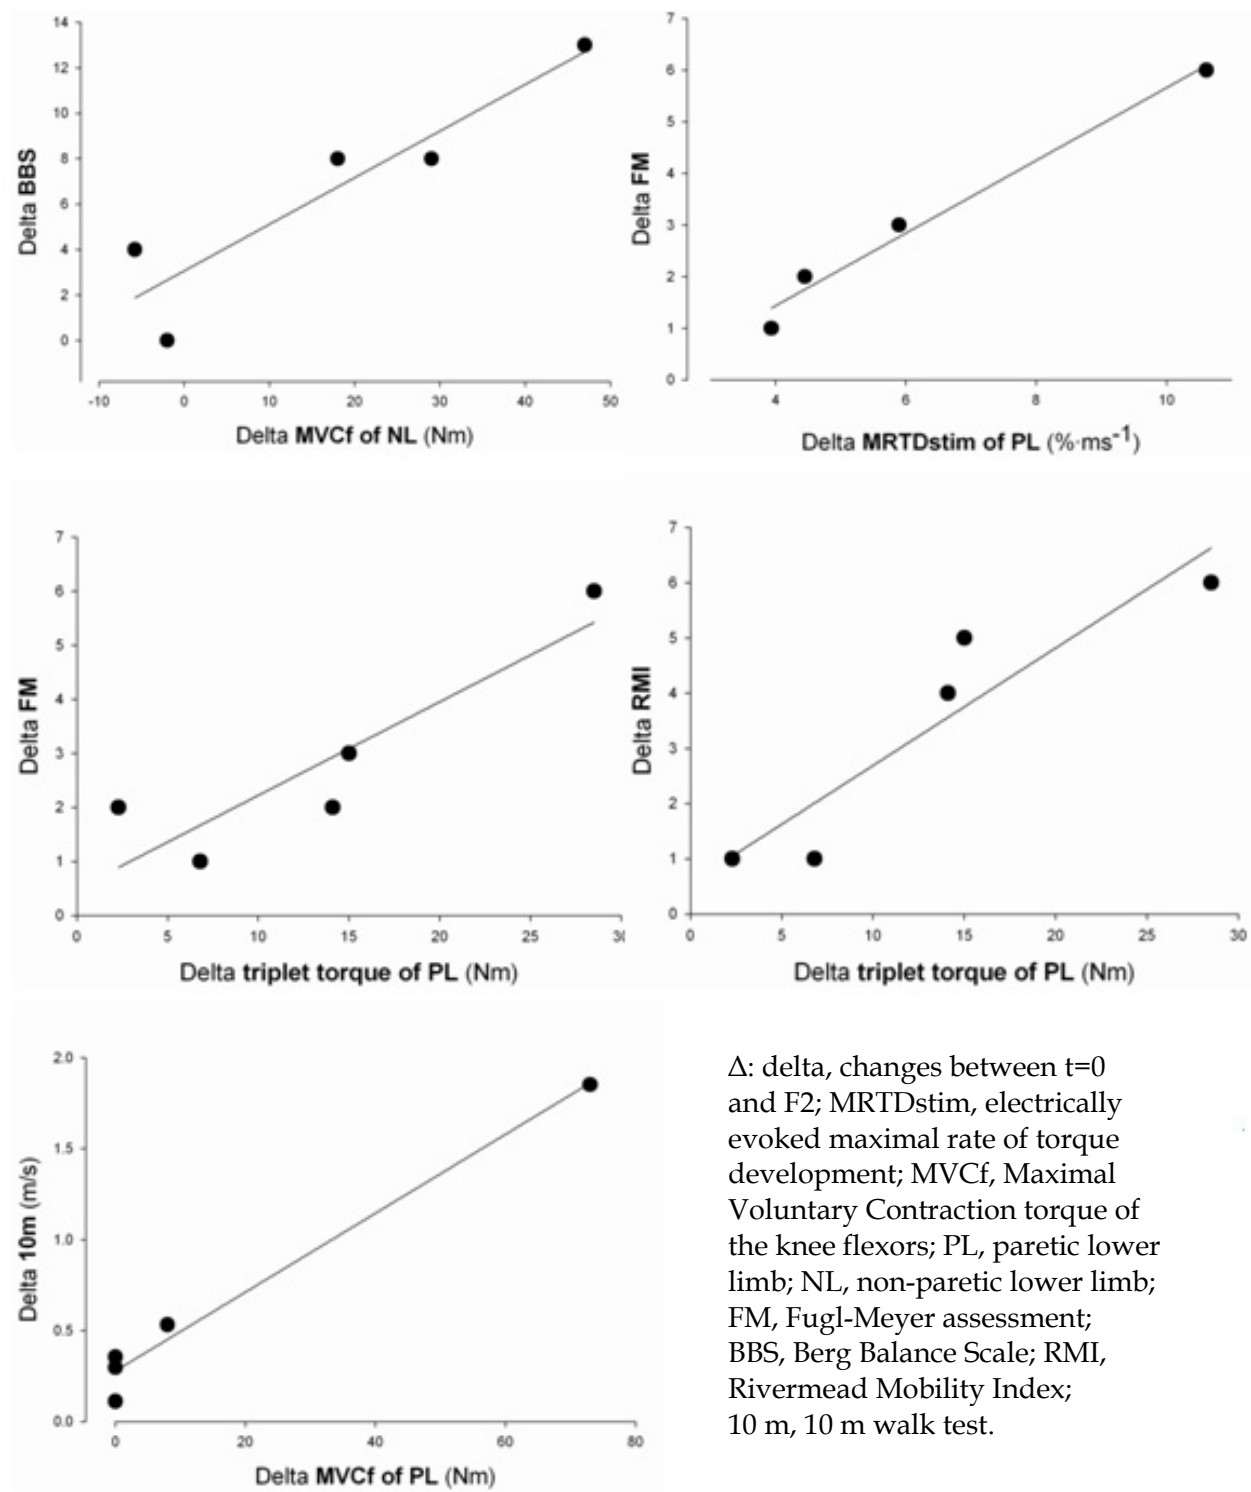 14
12
10
8
6
4
2
0
-10 0 10 20 30 40 50
Delta BBS
Delta MVCf of NL (Nm)
7
6
5
4
3
2
1
0
4 6 8 10
Delta FM
Delta MRTDstim of PL (%·ms⁻¹)
7
6
5
4
3
2
1
0
0 5 10 15 20 25
Delta FM
Delta triplet torque of PL (Nm)
7
6
5
4
3
2
1
0
0 5 10 15 20 25 30
Delta RMI
Delta triplet torque of PL (Nm)
2.0
1.5
1.0
0.5
0.0
0 20 40 60 80
Delta 10m (m/s)
Delta MVCf of PL (Nm)
Δ: delta, changes between t=0
and F2; MRTDstim, electrically
evoked maximal rate of torque
development; MVCf, Maximal
Voluntary Contraction torque of
the knee flexors; PL, paretic lower
limb; NL, non-paretic lower limb;
FM, Fugl-Meyer assessment;
BBS, Berg Balance Scale; RMI,
Rivermead Mobility Index;
10 m, 10 m walk test.